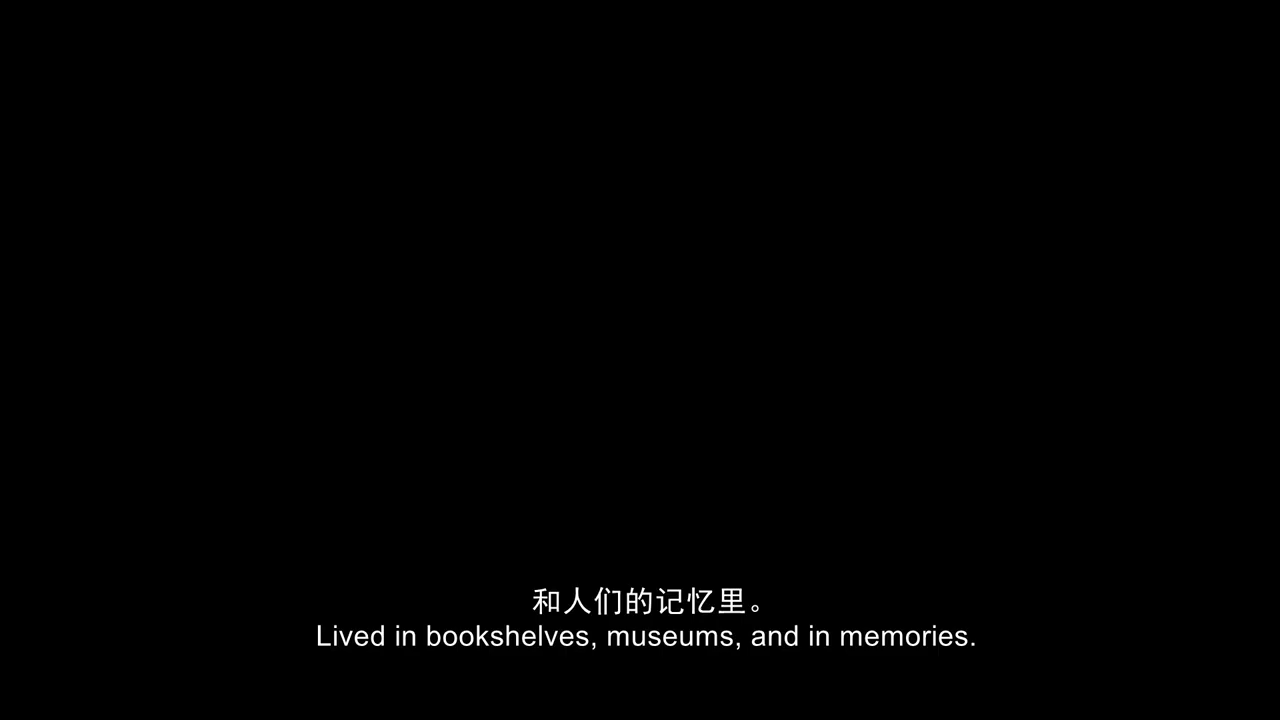 和人们的记忆里。
Lived in bookshelves, museums, and in memories.